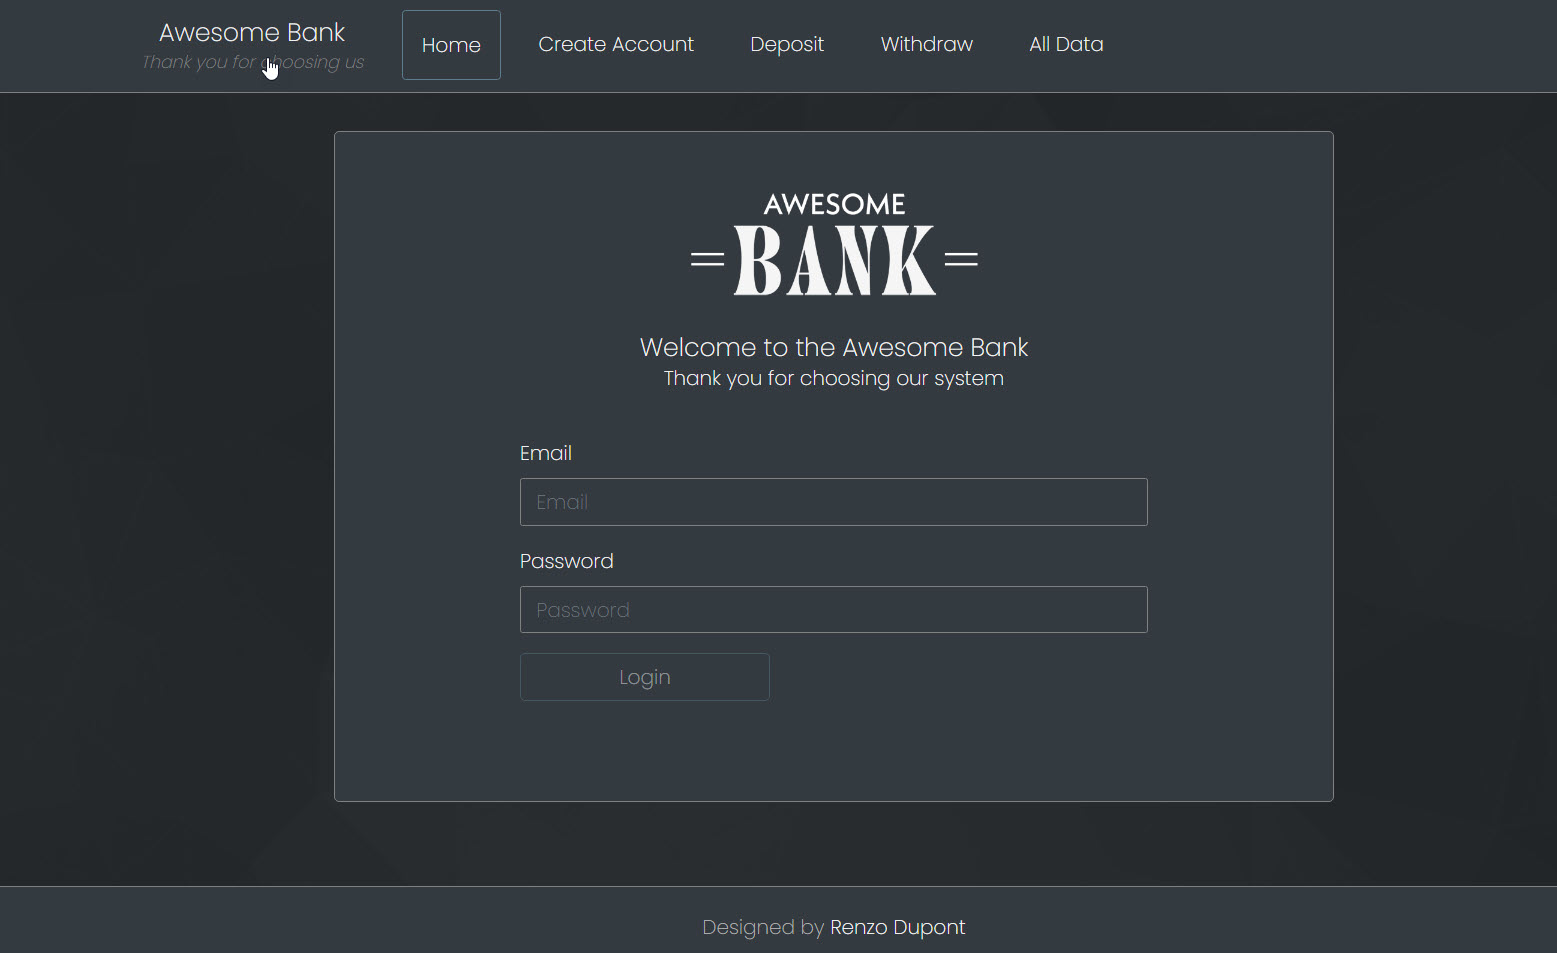 Awesome Bank
Thank you for choosing us
Home
Create Account
Deposit
Withdraw
All Data
AWESOME
BANK
Welcome to the Awesome Bank
Thank you for choosing our system
Email
Email
Password
Password
Login
Designed by Renzo Dupont